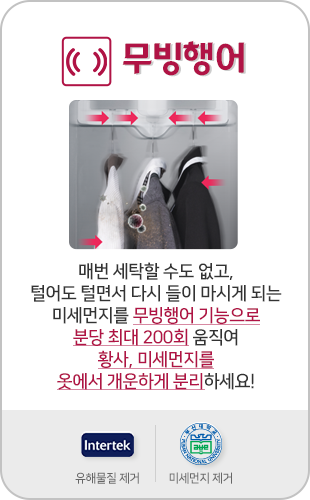 무빙행어
매번 세탁할 수도 없고,
털어도 털면서 다시 들이 마시게 되는
미세먼지를 무빙행어 기능으로
분당 최대 200회 움직여
황사, 미세먼지를
옷에서 개운하게 분리하세요!
Intertek
유해물질 제거
미세먼지 제거